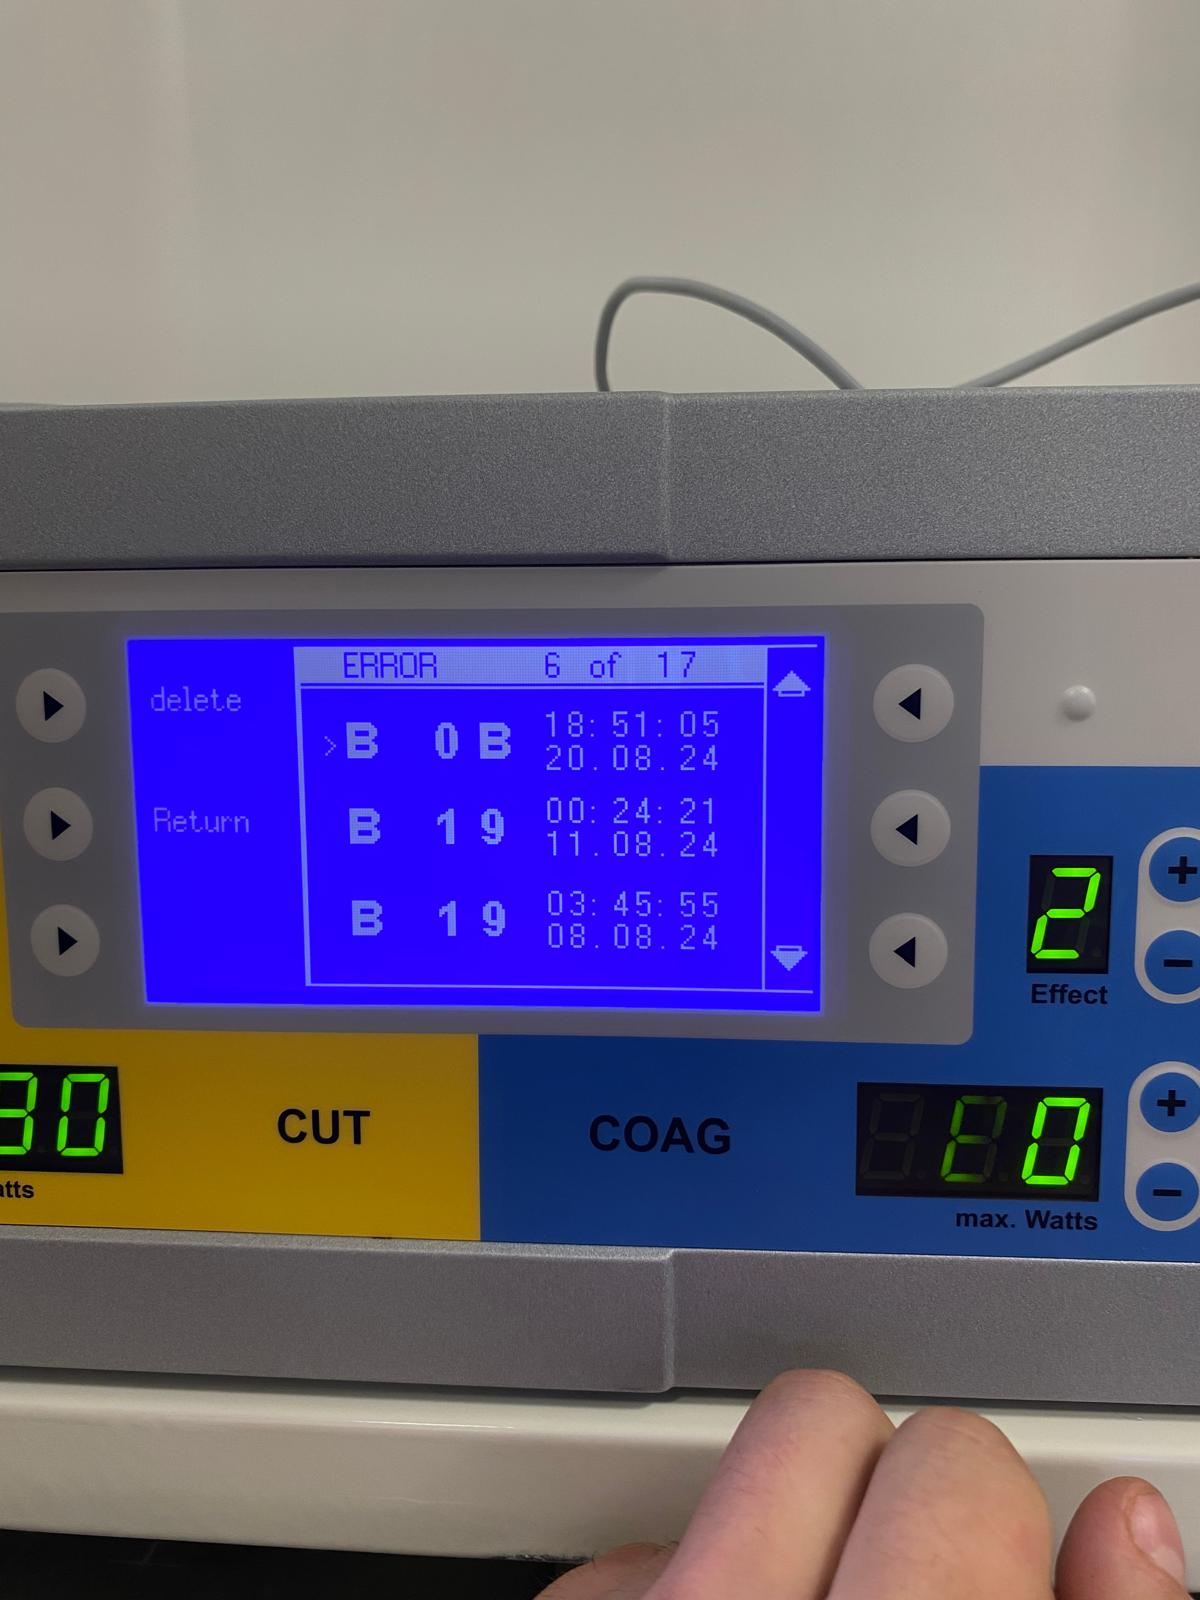 ERROR 6 of 17
delete
>B 0B 18:51:05
20.08.24
Return
B 19 00:24:21
11.08.24
B 19 03:45:55
08.08.24
2
Effect
30
CUT
COAG
atts
max. Watts